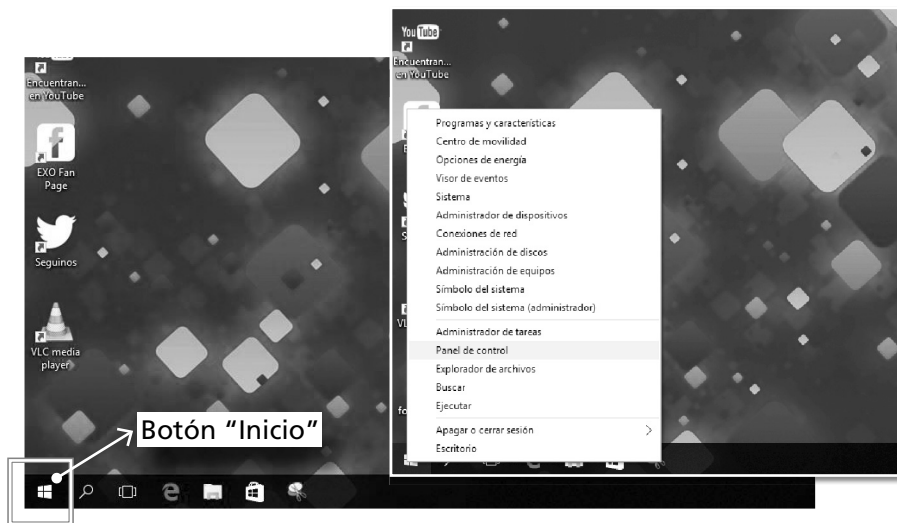 Encuentran...
en YouTube
EXO Fan
Page
Seguinos
VLC media
player
Botón “Inicio”
You Tube
Encuentran...
en YouTube
Programas y características
Centro de movilidad
Opciones de energía
Visor de eventos
Sistema
Administrador de dispositivos
Conexiones de red
Administración de discos
Administración de equipos
Símbolo del sistema
Símbolo del sistema (administrador)
Administrador de tareas
Panel de control
Explorador de archivos
Buscar
Ejecutar
Apagar o cerrar sesión
Escritorio